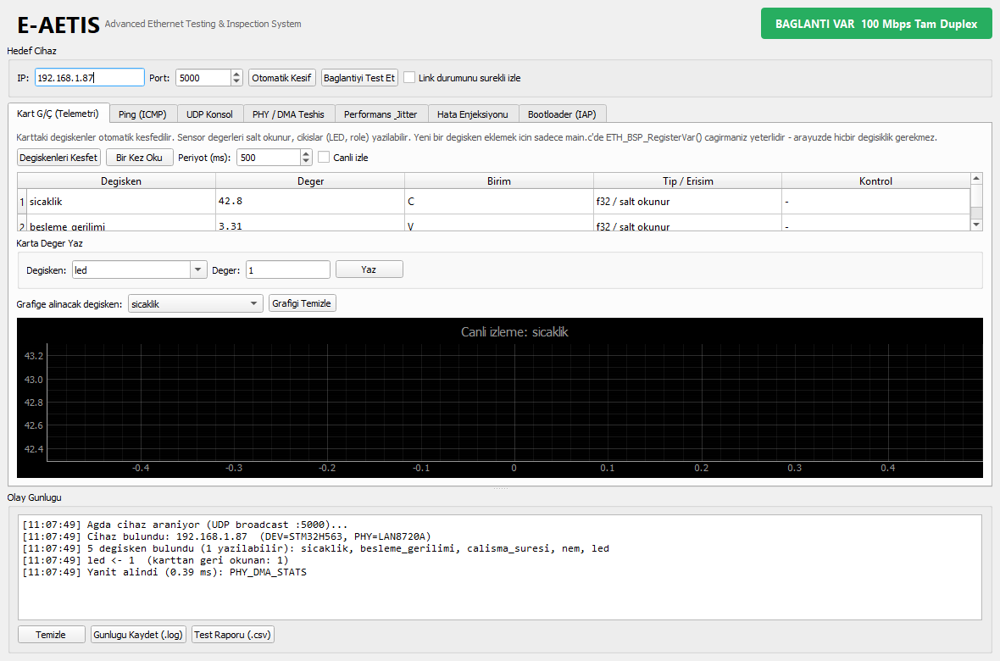 E-AETIS Advanced Ethernet Testing & Inspection System
BAGLANTI VAR 100 Mbps Tam Duplex
Hedef Cihaz
IP: 192.168.1.87 Port: 5000 Otomatik Kesif Baglantiyi Test Et Link durumunu surekli izle
Kart G/Ç (Telemetri) Ping (ICMP) UDP Konsol PHY / DMA Teshis Performans _Jitter Hata Enjeksiyonu Bootloader (IAP)
Karttaki degiskenler otomatik kesfedilir. Sensor degerleri salt okunur, cikislar (LED, role) yazilabilir. Yeni bir degisken eklemek icin sadece main.c'de ETH_BSP_RegisterVar() cagirmaniz yeterlidir - arayuzde hicbir degisiklik gerekmez.
Degiskenleri Kesfet Bir Kez Oku Periyot (ms): 500 Canli izle
Degisken Deger Birim Tip / Erisim Kontrol
1 sicaklik 42.8 C f32 / salt okunur -
2 besleme_gerilimi 3.31 V f32 / salt okunur -
Karta Deger Yaz
Degisken: led Deger: 1 Yaz
Grafige alinacak degisken: sicaklik Grafigi Temizle
Canli izleme: sicaklik
43.2
43.0
42.8
42.6
42.4
-0.4 -0.3 -0.2 -0.1 0 0.1 0.2 0.3 0.4
Olay Gunlugu
[11:07:49] Agda cihaz araniyor (UDP broadcast :5000)...
[11:07:49] Cihaz bulundu: 192.168.1.87 (DEV=STM32H563, PHY=LAN8720A)
[11:07:49] 5 degisken bulundu (1 yazilabilir): sicaklik, besleme_gerilimi, calisma_suresi, nem, led
[11:07:49] led <- 1 (karttan geri okunan: 1)
[11:07:49] Yanit alindi (0.39 ms): PHY_DMA_STATS
Temizle Gunlugu Kaydet (.log) Test Raporu (.csv)